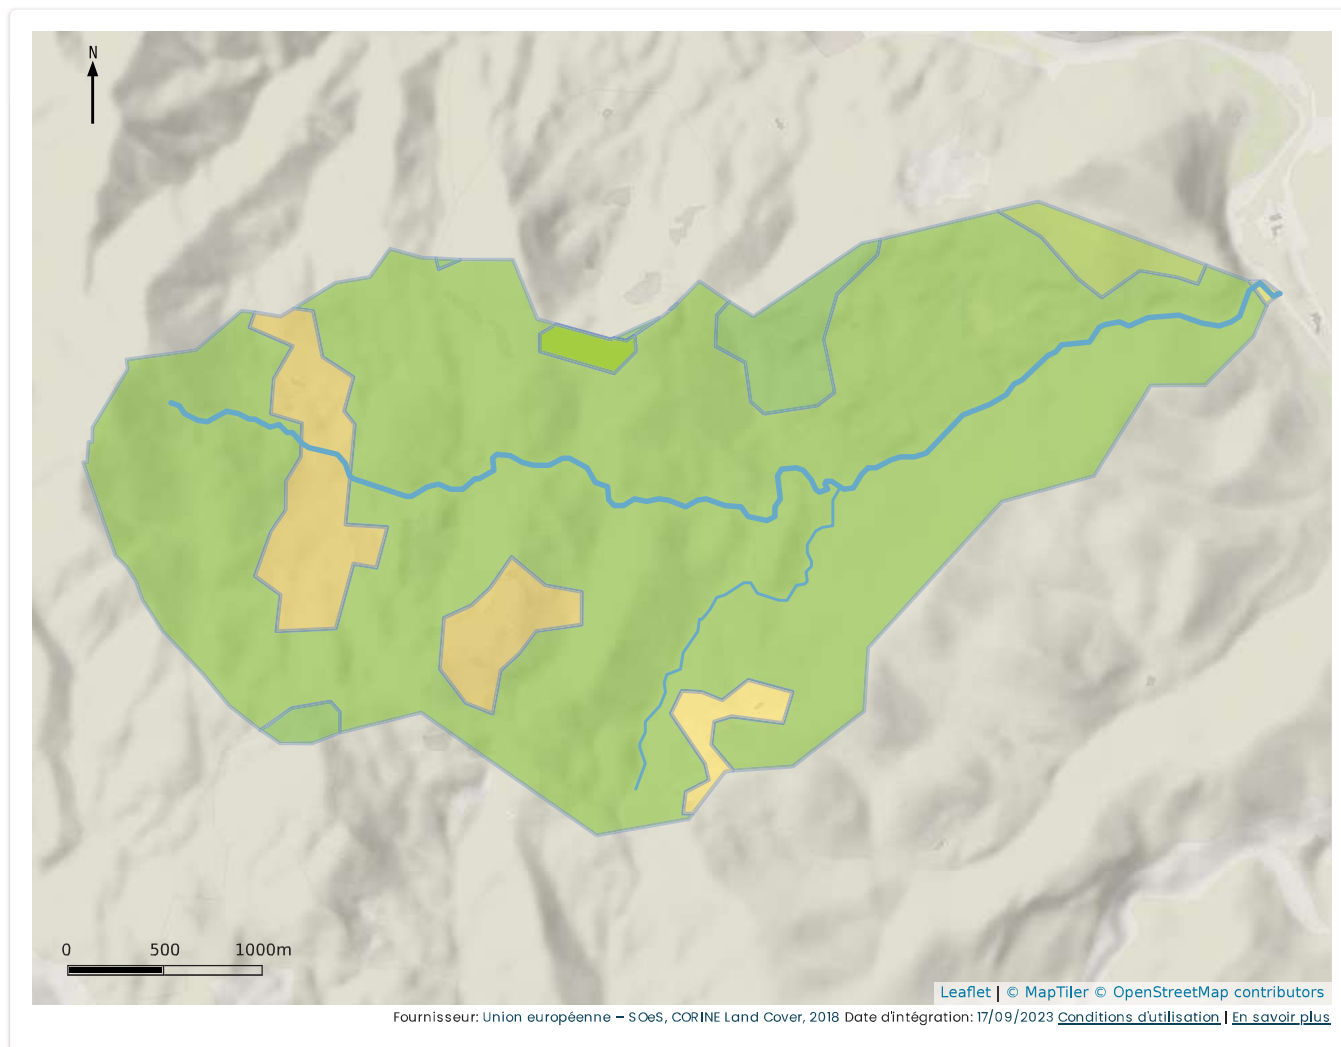 N
0 500 1000m
Leaflet | © MapTiler © OpenStreetMap contributors
Fournisseur: Union européenne – SOeS, CORINE Land Cover, 2018 Date d'intégration: 17/09/2023 Conditions d'utilisation | En savoir plus